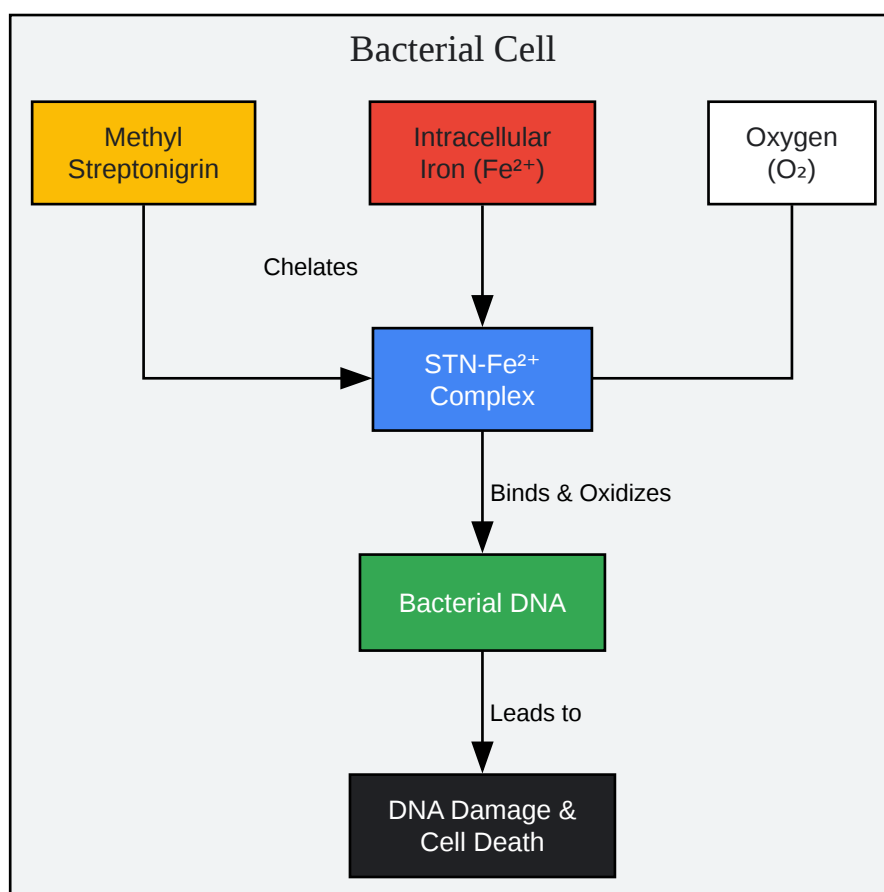 Bacterial Cell
Methyl
Streptonigrin
Intracellular
Iron (Fe²⁺)
Oxygen
(O₂)
Chelates
STN-Fe²⁺
Complex
Binds & Oxidizes
Bacterial DNA
Leads to
DNA Damage &
Cell Death